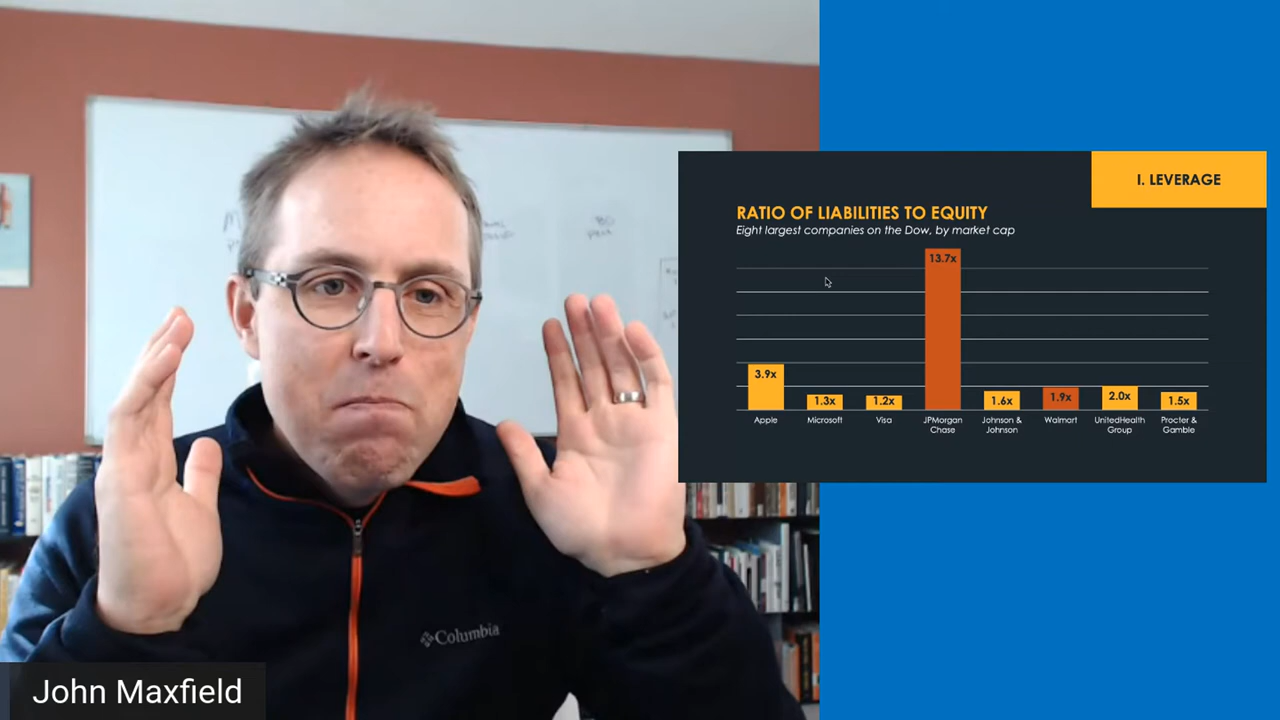 I. LEVERAGE
RATIO OF LIABILITIES TO EQUITY
Eight largest companies on the Dow, by market cap
13.7x
3.9x
1.3x
1.2x
1.6x
1.9x
2.0x
1.5x
Apple
Microsoft
Visa
JPMorgan
Chase
Johnson &
Johnson
Walmart
UnitedHealth
Group
Procter &
Gamble
Columbia
John Maxfield